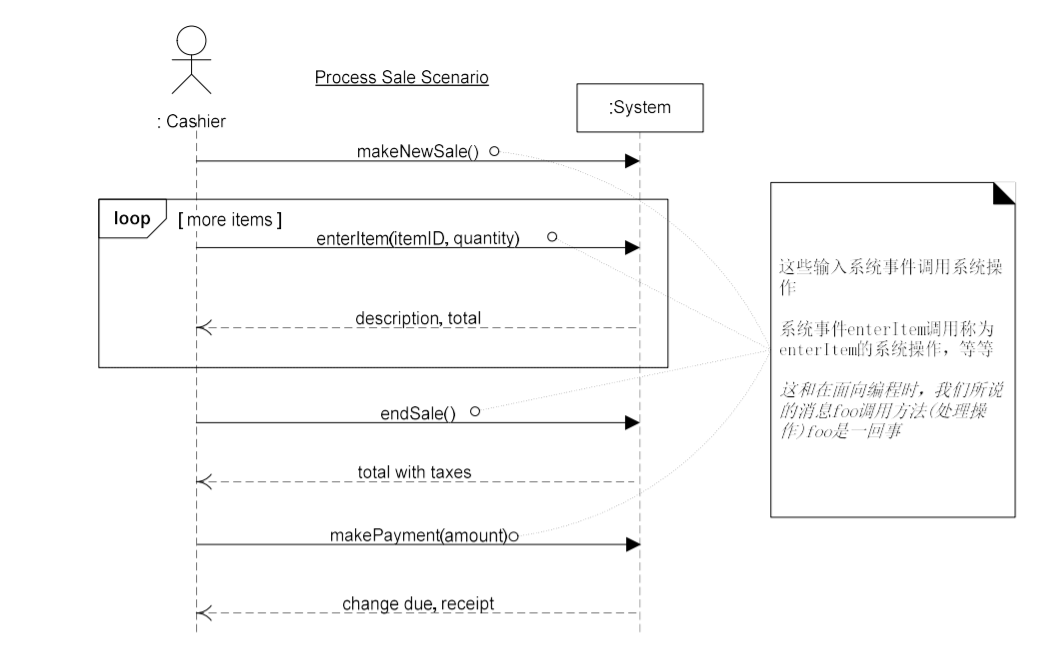 Process Sale Scenario
:System
: Cashier
makeNewSale()
loop
[ more items ]
enterItem(itemID, quantity)
description, total
endSale()
total with taxes
makePayment(amount)
change due, receipt
这些输入系统事件调用系统操
作
系统事件enterItem调用称为
enterItem的系统操作，等等
这和在面向编程时，我们所说
的消息foo调用方法(处理操
作)foo是一回事